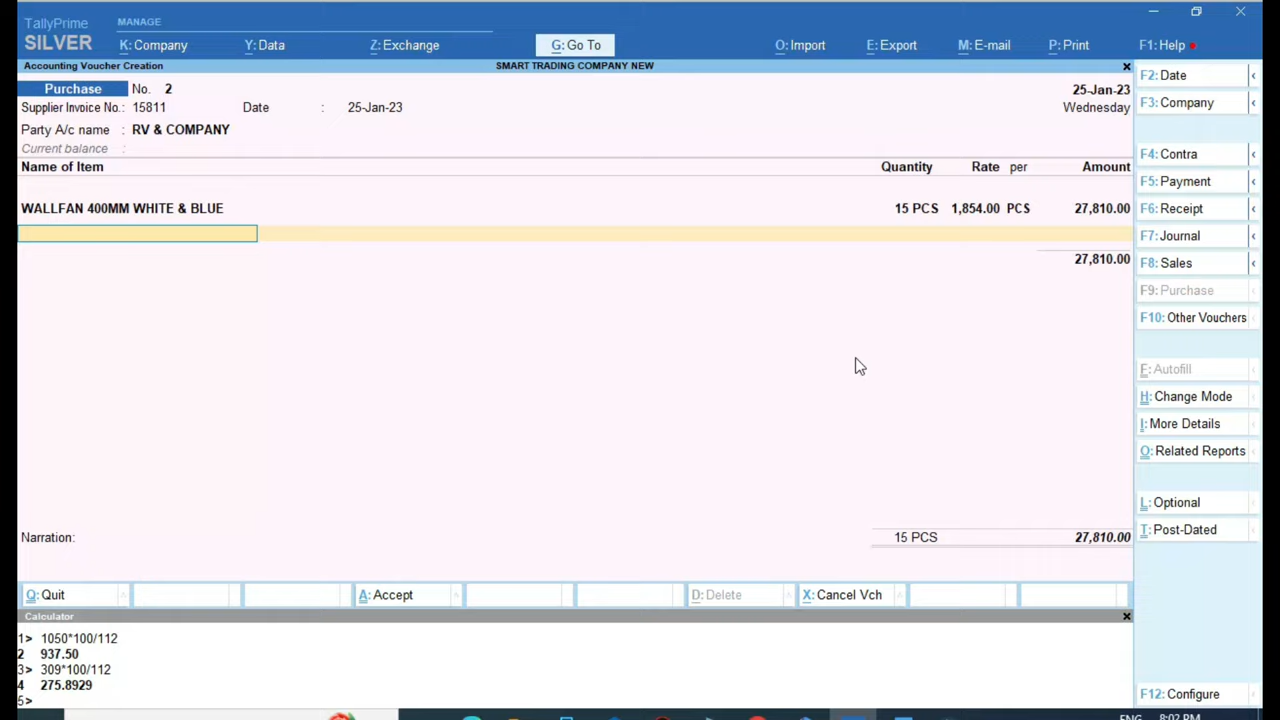 TallyPrime MANAGE
SILVER K: Company Y: Data Z: Exchange G: Go To O: Import E: Export M: E-mail P: Print F1: Help
Accounting Voucher Creation SMART TRADING COMPANY NEW x
Purchase No. 2 25-Jan-23
Supplier Invoice No.: 15811 Date : 25-Jan-23 Wednesday
Party A/c name : RV & COMPANY
Current balance :
Name of Item Quantity Rate per Amount
WALLFAN 400MM WHITE & BLUE 15 PCS 1,854.00 PCS 27,810.00
27,810.00
Narration: 15 PCS 27,810.00
Q: Quit A: Accept D: Delete X: Cancel Vch
Calculator x
1> 1050*100/112
2 937.50
3> 309*100/112
4 275.8929
5>
F2: Date
F3: Company
F4: Contra
F5: Payment
F6: Receipt
F7: Journal
F8: Sales
F9: Purchase
F10: Other Vouchers
F: Autofill
H: Change Mode
I: More Details
O: Related Reports
L: Optional
T: Post-Dated
F12: Configure
ENG 8:02 PM